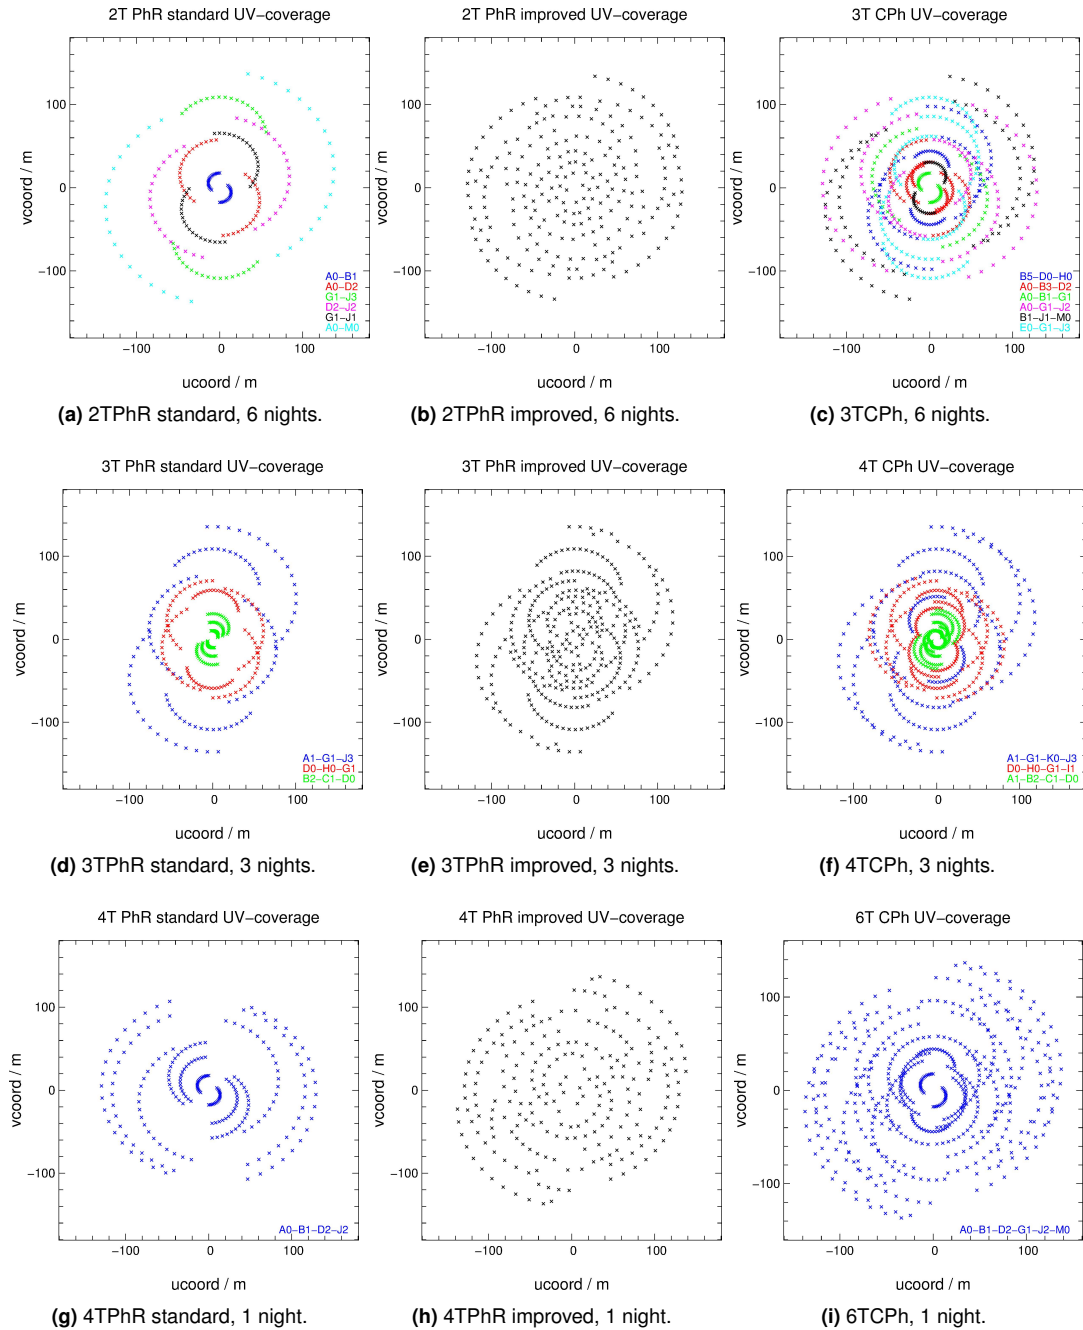 2T PhR standard UV−coverage
vcoord / m
100
0
−100
−100
0
100
A0−B1
A0−D2
G1−J3
D2−J2
G1−J1
A0−M0
ucoord / m
(a) 2TPhR standard, 6 nights.
2T PhR improved UV−coverage
vcoord / m
100
0
−100
−100
0
100
ucoord / m
(b) 2TPhR improved, 6 nights.
3T CPh UV−coverage
vcoord / m
100
0
−100
−100
0
100
B5−D0−H0
A0−B3−D2
A0−B1−G1
A0−G1−J2
B1−J1−M0
E0−G1−J3
ucoord / m
(c) 3TCPh, 6 nights.
3T PhR standard UV−coverage
vcoord / m
100
0
−100
−100
0
100
A1−G1−J3
D0−H0−G1
B2−C1−D0
ucoord / m
(d) 3TPhR standard, 3 nights.
3T PhR improved UV−coverage
vcoord / m
100
0
−100
−100
0
100
ucoord / m
(e) 3TPhR improved, 3 nights.
4T CPh UV−coverage
vcoord / m
100
0
−100
−100
0
100
A1−G1−K0−J3
D0−H0−G1−I1
A1−B2−C1−D0
ucoord / m
(f) 4TCPh, 3 nights.
4T PhR standard UV−coverage
vcoord / m
100
0
−100
−100
0
100
A0−B1−D2−J2
ucoord / m
(g) 4TPhR standard, 1 night.
4T PhR improved UV−coverage
vcoord / m
100
0
−100
−100
0
100
ucoord / m
(h) 4TPhR improved, 1 night.
6T CPh UV−coverage
vcoord / m
100
0
−100
−100
0
100
A0−B1−D2−G1−J2−M0
ucoord / m
(i) 6TCPh, 1 night.